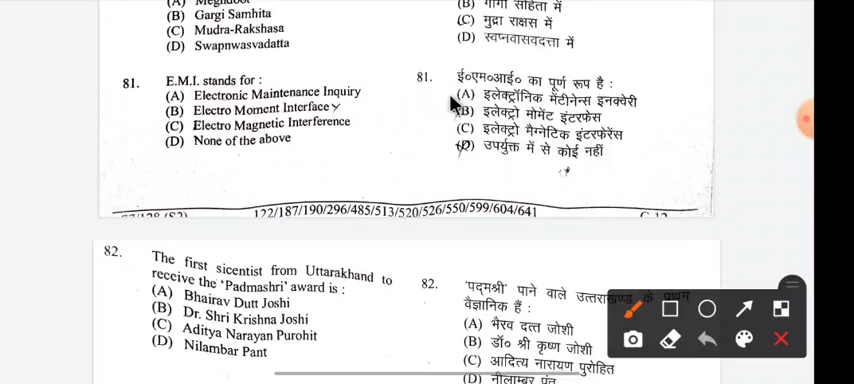 (A) Meghdoot
(B) Gargi Samhita
(C) Mudra-Rakshasa
(D) Swapnwasvadatta
(B) गार्गी संहिता में
(C) मुद्रा राक्षस में
(D) स्वप्नवासवदत्ता में
81. E.M.I. stands for :
(A) Electronic Maintenance Inquiry
(B) Electro Moment Interface
(C) Electro Magnetic Interference
(D) None of the above
81. ई०एम०आई० का पूर्ण रूप है :
(A) इलेक्ट्रॉनिक मेंटीनेन्स इनक्वेरी
(B) इलेक्ट्रो मोमेंट इंटरफेस
(C) इलेक्ट्रो मैग्नेटिक इंटरफेरेंस
(D) उपर्युक्त में से कोई नहीं
122/187/190/296/485/513/520/526/550/599/604/641
82. The first sicentist from Uttarakhand to
receive the ‘Padmashri’ award is :
(A) Bhairav Dutt Joshi
(B) Dr. Shri Krishna Joshi
(C) Aditya Narayan Purohit
(D) Nilambar Pant
82. ‘पद्मश्री’ पाने वाले उत्तराखण्ड के प्रथम
वैज्ञानिक हैं :
(A) भैरव दत्त जोशी
(B) डॉ० श्री कृष्ण जोशी
(C) आदित्य नारायण पुरोहित
(D) नीलाम्बर पंत